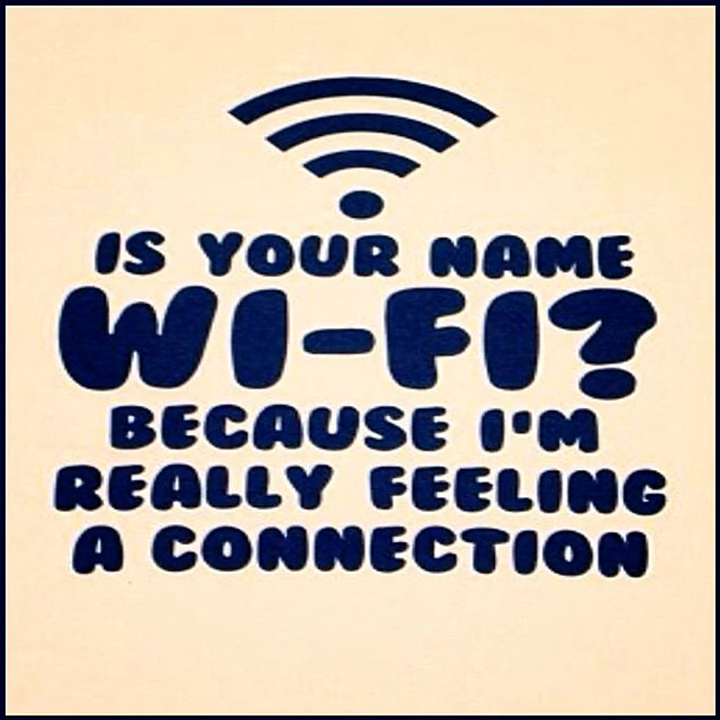 IS YOUR NAME
WI-FI?
BECAUSE I'M
REALLY FEELING
A CONNECTION